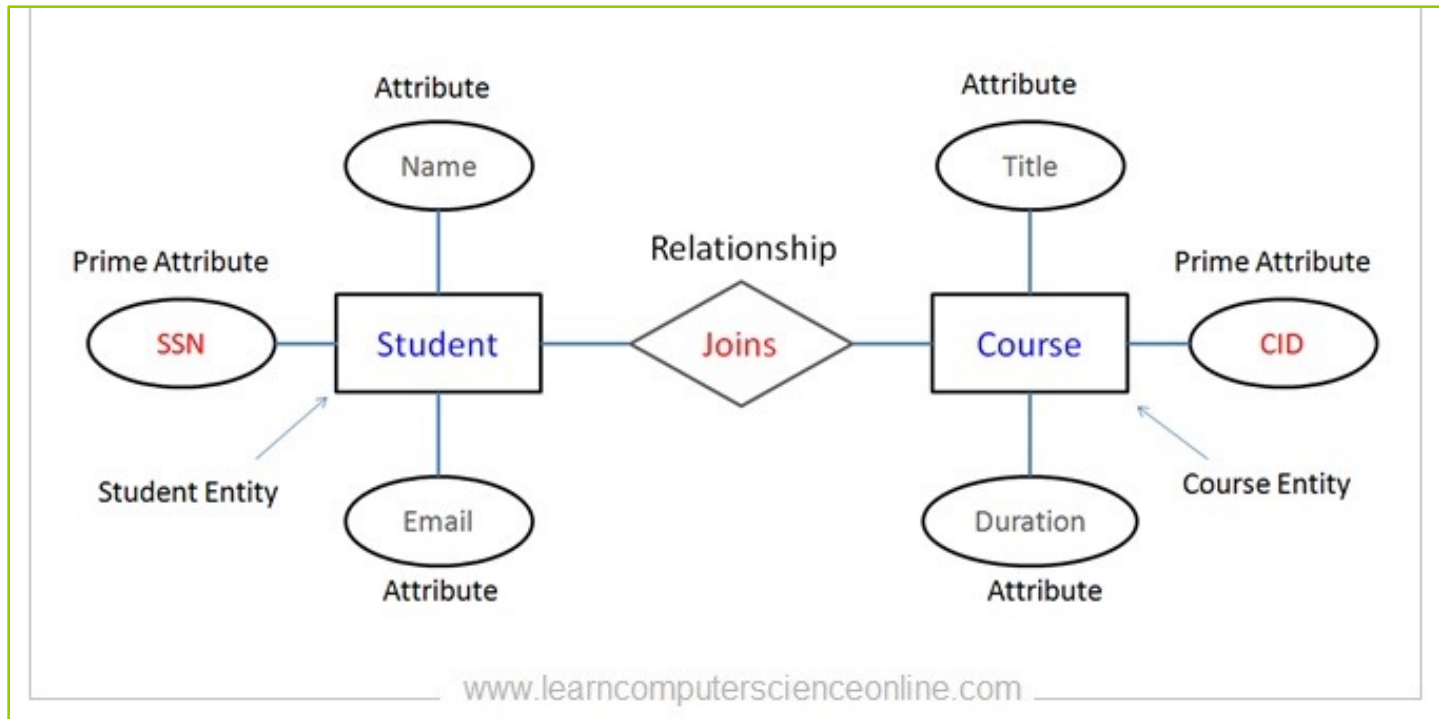 Attribute
Attribute
Name
Title
Relationship
Prime Attribute
Prime Attribute
SSN
Student
Joins
Course
CID
Student Entity
Course Entity
Email
Duration
Attribute
Attribute
www.learncomputerscienceonline.com